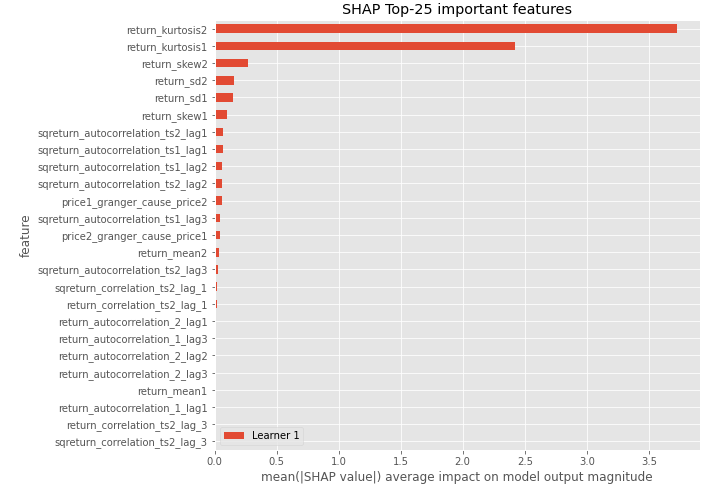 SHAP Top-25 important features
return_kurtosis2
return_kurtosis1
return_skew2
return_sd2
return_sd1
return_skew1
sqreturn_autocorrelation_ts2_lag1
sqreturn_autocorrelation_ts1_lag1
sqreturn_autocorrelation_ts1_lag2
sqreturn_autocorrelation_ts2_lag2
price1_granger_cause_price2
sqreturn_autocorrelation_ts1_lag3
price2_granger_cause_price1
return_mean2
sqreturn_autocorrelation_ts2_lag3
sqreturn_correlation_ts2_lag_1
return_correlation_ts2_lag_1
return_autocorrelation_2_lag1
return_autocorrelation_1_lag3
return_autocorrelation_2_lag2
return_autocorrelation_2_lag3
return_mean1
return_autocorrelation_1_lag1
return_correlation_ts2_lag_3
sqreturn_correlation_ts2_lag_3
feature
Learner 1
0.0 0.5 1.0 1.5 2.0 2.5 3.0 3.5
mean(|SHAP value|) average impact on model output magnitude